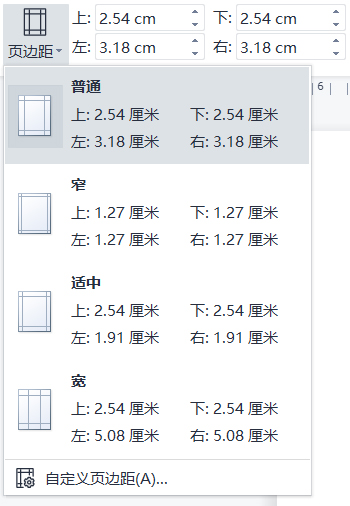 上: 2.54 cm 下: 2.54 cm
页边距 左: 3.18 cm 右: 3.18 cm
6
普通
上: 2.54 厘米 下: 2.54 厘米
左: 3.18 厘米 右: 3.18 厘米
窄
上: 1.27 厘米 下: 1.27 厘米
左: 1.27 厘米 右: 1.27 厘米
适中
上: 2.54 厘米 下: 2.54 厘米
左: 1.91 厘米 右: 1.91 厘米
宽
上: 2.54 厘米 下: 2.54 厘米
左: 5.08 厘米 右: 5.08 厘米
自定义页边距(A)...